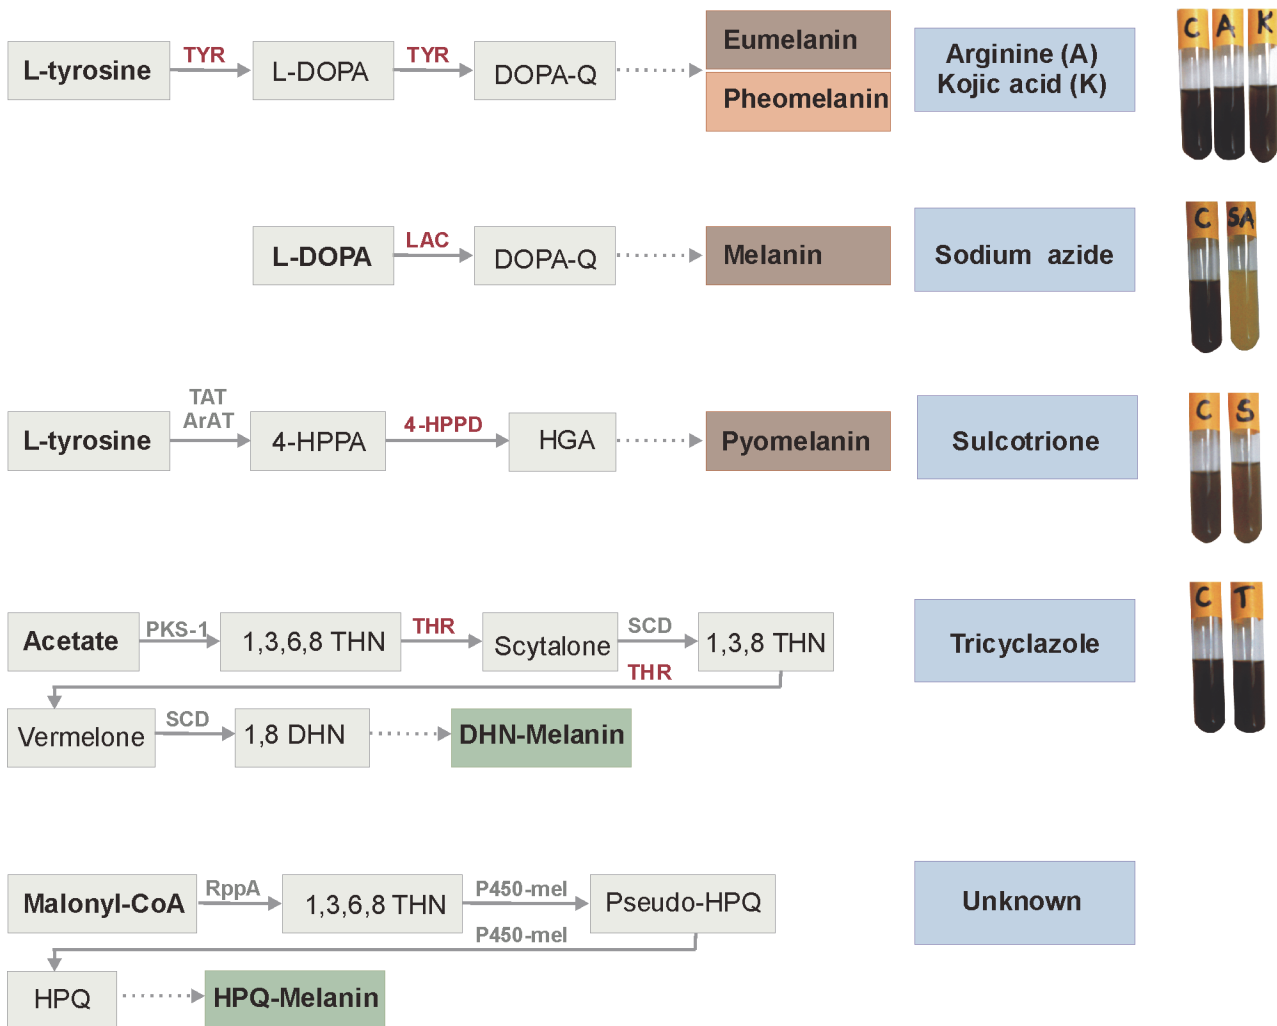 L-tyrosine TYR L-DOPA TYR DOPA-Q Eumelanin
Pheomelanin
Arginine (A)
Kojic acid (K)
C A K
L-DOPA LAC DOPA-Q Melanin Sodium azide
C SA
L-tyrosine TAT
ArAT 4-HPPA 4-HPPD HGA Pyomelanin Sulcotrione
C S
Acetate PKS-1 1,3,6,8 THN THR Scytalone SCD 1,3,8 THN
Tricyclazole
C T
THR
Vermelone SCD 1,8 DHN DHN-Melanin
Malonyl-CoA RppA 1,3,6,8 THN P450-mel Pseudo-HPQ
Unknown
P450-mel
HPQ HPQ-Melanin